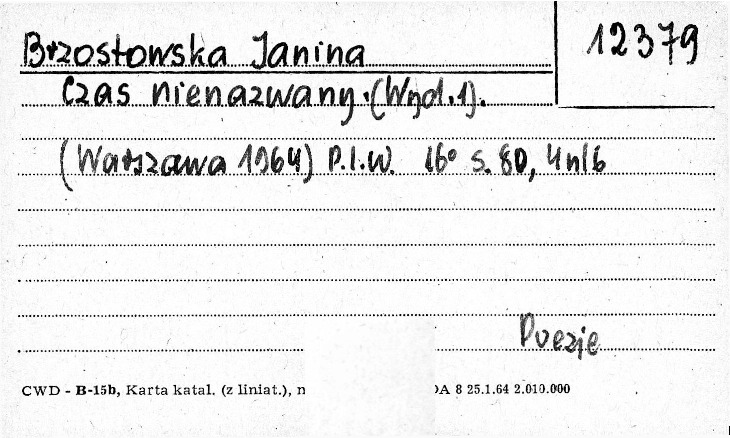 Brzostowska Janina
12379
Czas nienazwany. (Wyd. 1).
(Warszawa 1964) P.I.W. 16° s. 80, 4 nlb
Poezje
CWD - B-15b, Karta katal. (z liniat.), n
DA 8 25.1.64 2.010.000